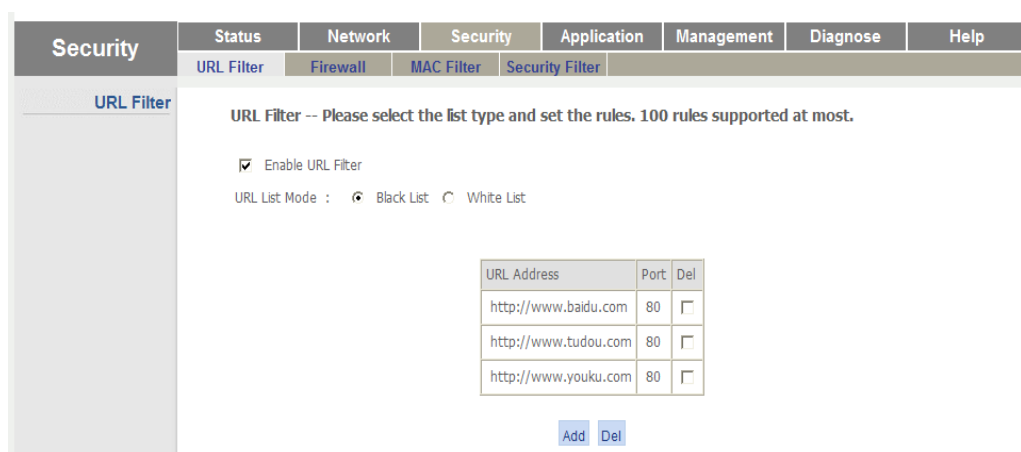 Security
Status Network Security Application Management Diagnose Help
URL Filter Firewall MAC Filter Security Filter
URL Filter
URL Filter -- Please select the list type and set the rules. 100 rules supported at most.
Enable URL Filter
URL List Mode : Black List White List
URL Address Port Del
http://www.baidu.com 80
http://www.tudou.com 80
http://www.youku.com 80
Add Del